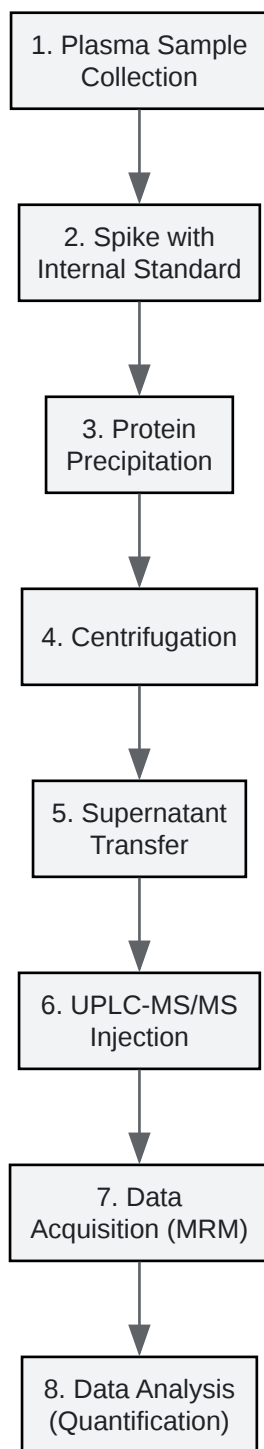 1. Plasma Sample
Collection
2. Spike with
Internal Standard
3. Protein
Precipitation
4. Centrifugation
5. Supernatant
Transfer
6. UPLC-MS/MS
Injection
7. Data
Acquisition (MRM)
8. Data Analysis
(Quantification)